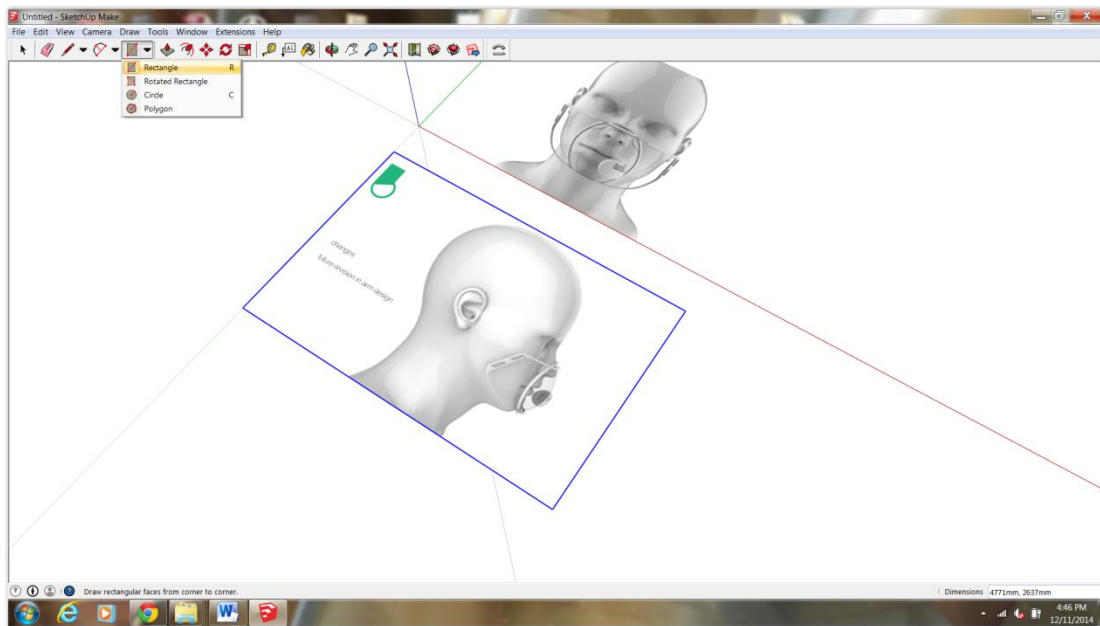 Untitled - SketchUp Make
File Edit View Camera Draw Tools Window Extensions Help
Rectangle R
Rotated Rectangle
Circle C
Polygon
changes:
future revision in arm design
Draw rectangular faces from corner to corner.
Dimensions 4771mm, 2637mm
4:46 PM
12/11/2014